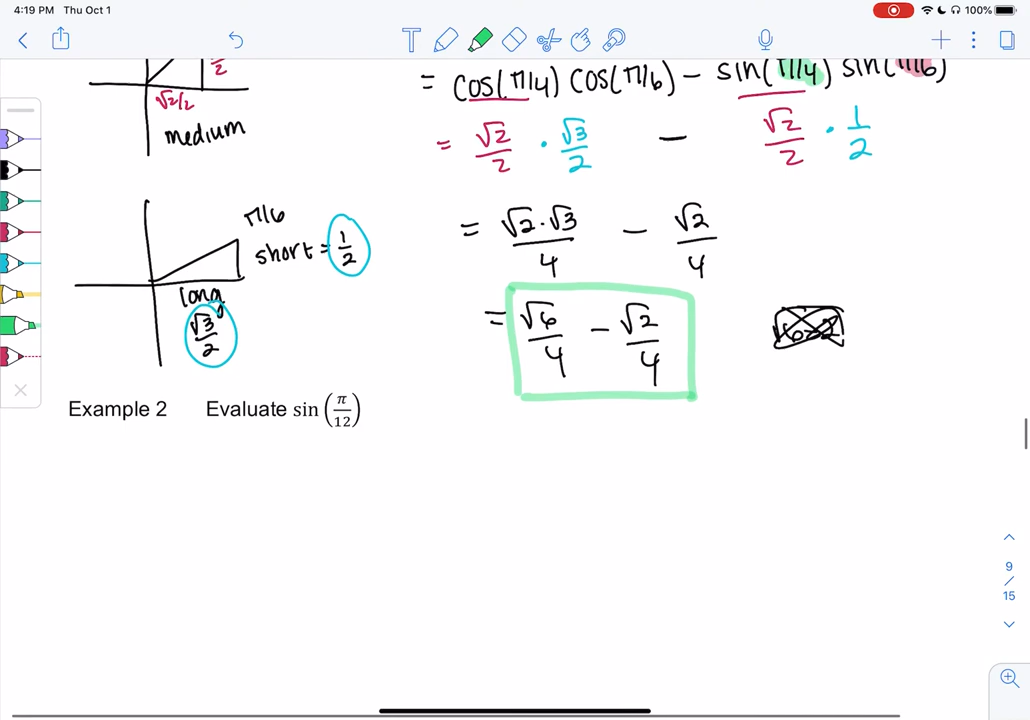 4:19 PM Thu Oct 1
100%
√2/2
2
medium
= cos(π/4) cos(π/6) − sin(π/4) sin(π/6)
= √2/2 · √3/2 − √2/2 · 1/2
π/6
short = 1/2
long
√3/2
= √2·√3/4 − √2/4
= √6/4 − √2/4
Example 2 Evaluate sin (π/12)
9
/
15